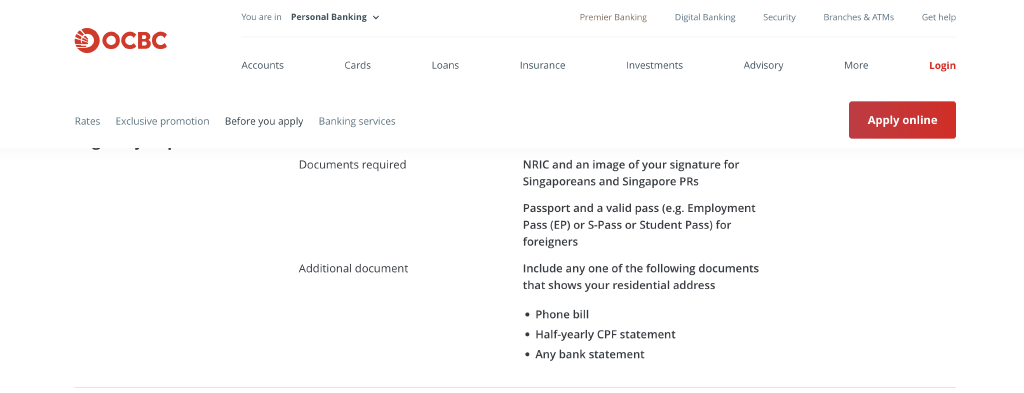 You are in Personal Banking
Premier Banking Digital Banking Security Branches & ATMs Get help
OCBC
Accounts Cards Loans Insurance Investments Advisory More Login
Rates Exclusive promotion Before you apply Banking services
Apply online
Documents required
NRIC and an image of your signature for
Singaporeans and Singapore PRs
Passport and a valid pass (e.g. Employment
Pass (EP) or S-Pass or Student Pass) for
foreigners
Additional document
Include any one of the following documents
that shows your residential address
• Phone bill
• Half-yearly CPF statement
• Any bank statement